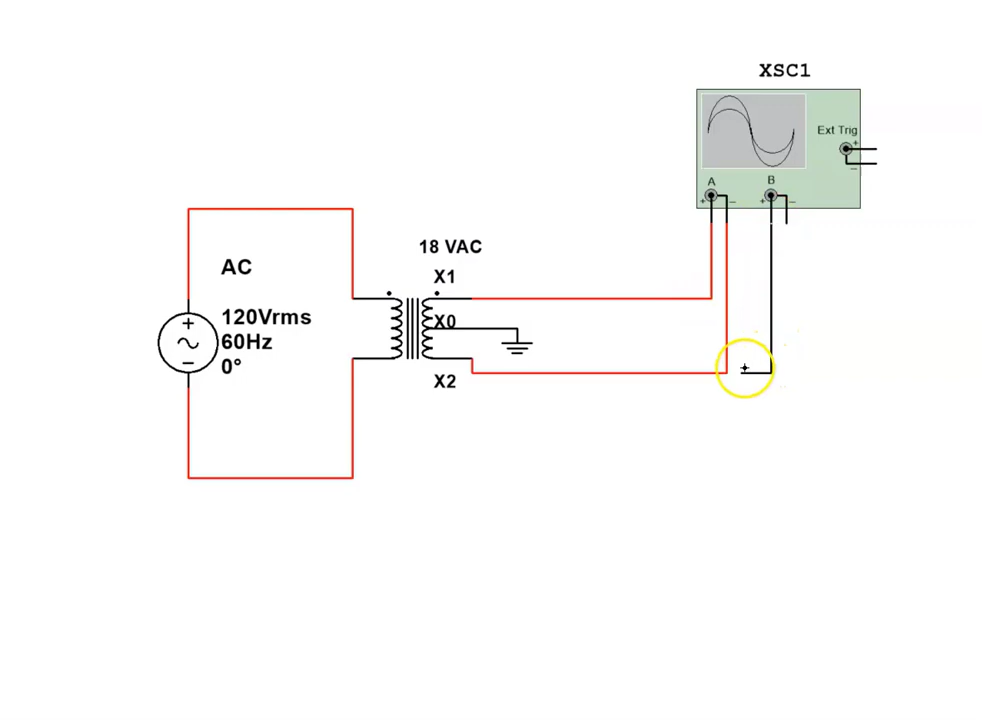 XSC1
Ext Trig
+
−
A
B
+
−
+
−
18 VAC
X1
AC
X0
120Vrms
60Hz
0°
+
−
X2